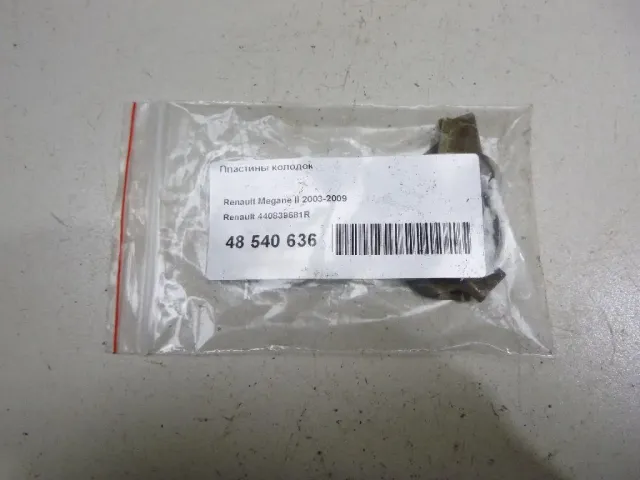 Пластины колодок
Renault Megane II 2003-2009
Renault 440839681R
48 540 636